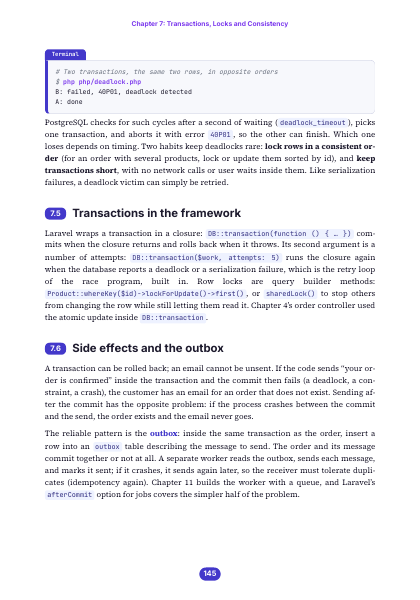 Chapter 7: Transactions, Locks and Consistency
Terminal
# Two transactions, the same two rows, in opposite orders
$ php php/deadlock.php
B: failed, 40P01, deadlock detected
A: done
PostgreSQL checks for such cycles after a second of waiting (deadlock_timeout), picks
one transaction, and aborts it with error 40P01, so the other can finish. Which one
loses depends on timing. Two habits keep deadlocks rare: lock rows in a consistent or-
der (for an order with several products, lock or update them sorted by id), and keep
transactions short, with no network calls or user waits inside them. Like serialization
failures, a deadlock victim can simply be retried.
7.5 Transactions in the framework
Laravel wraps a transaction in a closure: DB::transaction(function () { … }) com-
mits when the closure returns and rolls back when it throws. Its second argument is a
number of attempts: DB::transaction($work, attempts: 5) runs the closure again
when the database reports a deadlock or a serialization failure, which is the retry loop
of the race program, built in. Row locks are query builder methods:
Product::whereKey($id)->lockForUpdate()->first(), or sharedLock() to stop others
from changing the row while still letting them read it. Chapter 4's order controller used
the atomic update inside DB::transaction.
7.6 Side effects and the outbox
A transaction can be rolled back; an email cannot be unsent. If the code sends "your or-
der is confirmed" inside the transaction and the commit then fails (a deadlock, a con-
straint, a crash), the customer has an email for an order that does not exist. Sending af-
ter the commit has the opposite problem: if the process crashes between the commit
and the send, the order exists and the email never goes.
The reliable pattern is the outbox: inside the same transaction as the order, insert a
row into an outbox table describing the message to send. The order and its message
commit together or not at all. A separate worker reads the outbox, sends each message,
and marks it sent; if it crashes, it sends again later, so the receiver must tolerate dupli-
cates (idempotency again). Chapter 11 builds the worker with a queue, and Laravel's
afterCommit option for jobs covers the simpler half of the problem.
145